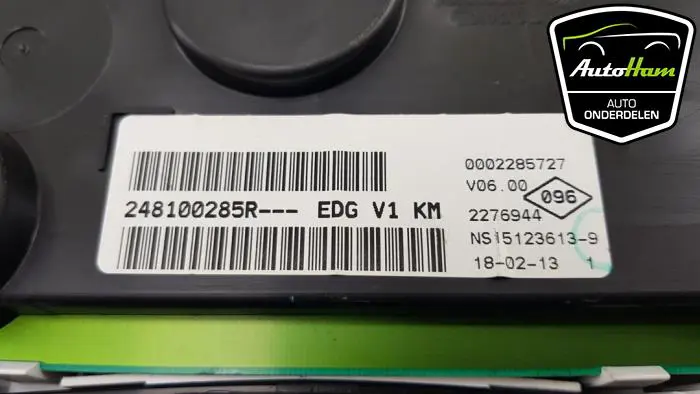 AutoHam
AUTO
ONDERDELEN
0002285727
V06.00
096
248100285R--- EDG V1 KM
2276944
NS15123613-9
18-02-13 1